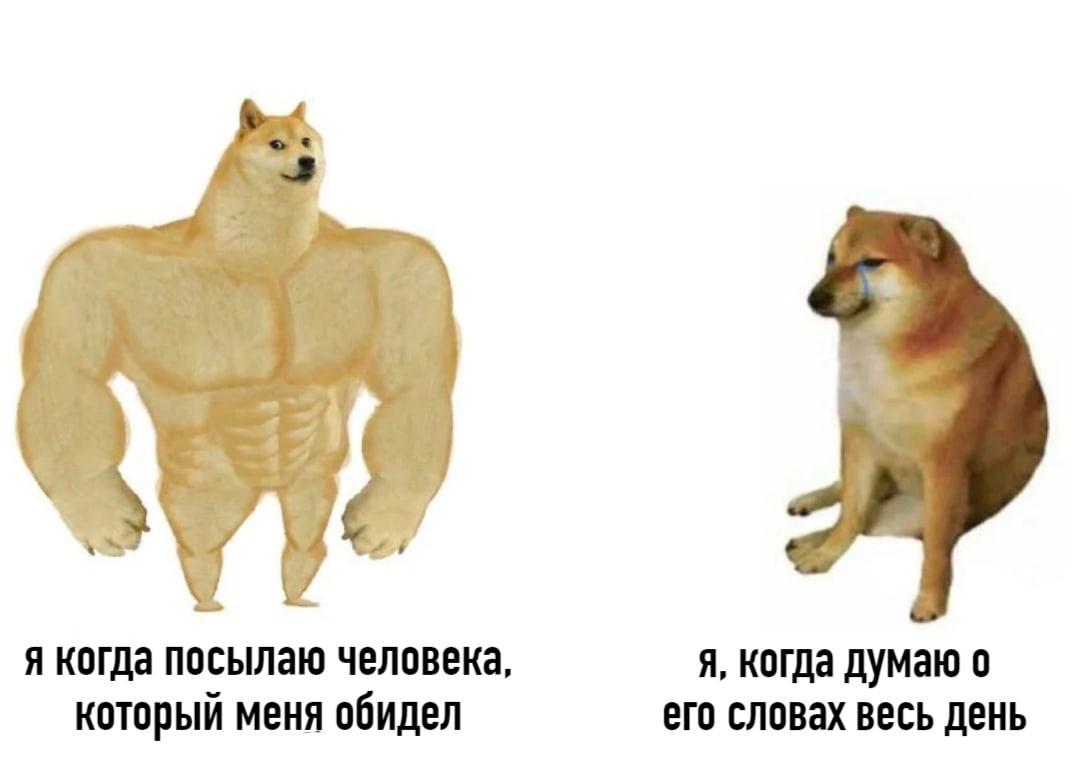 я когда посылаю человека,
который меня обидел
я, когда думаю о
его словах весь день